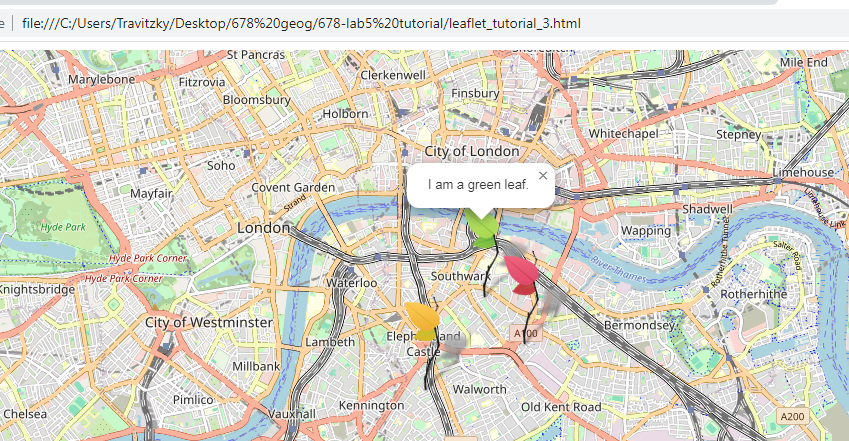 e | file:///C:/Users/Travitzky/Desktop/678%20geog/678-lab5%20tutorial/leaflet_tutorial_3.html
St Pancras
Mile End
Marylebone
Fitzrovia
Clerkenwell
Bloomsbury
Finsbury
Holborn
Whitechapel
Stepney
City of London
Soho
Limehouse
I am a green leaf.
×
Mayfair
Covent Garden
Strand
Shadwell
Hyde Park
London
Wapping
Rotherhithe Tunnel
Salter Road
Hyde Park Corner
River Thames
Hyde Park Corner
Southwark
Knightsbridge
Waterloo
Rotherhithe
City of Westminster
Elephant and
Castle
A100
Bermondsey
Lambeth
Millbank
Walworth
Pimlico
Kennington
Old Kent Road
Chelsea
Vauxhall
A200